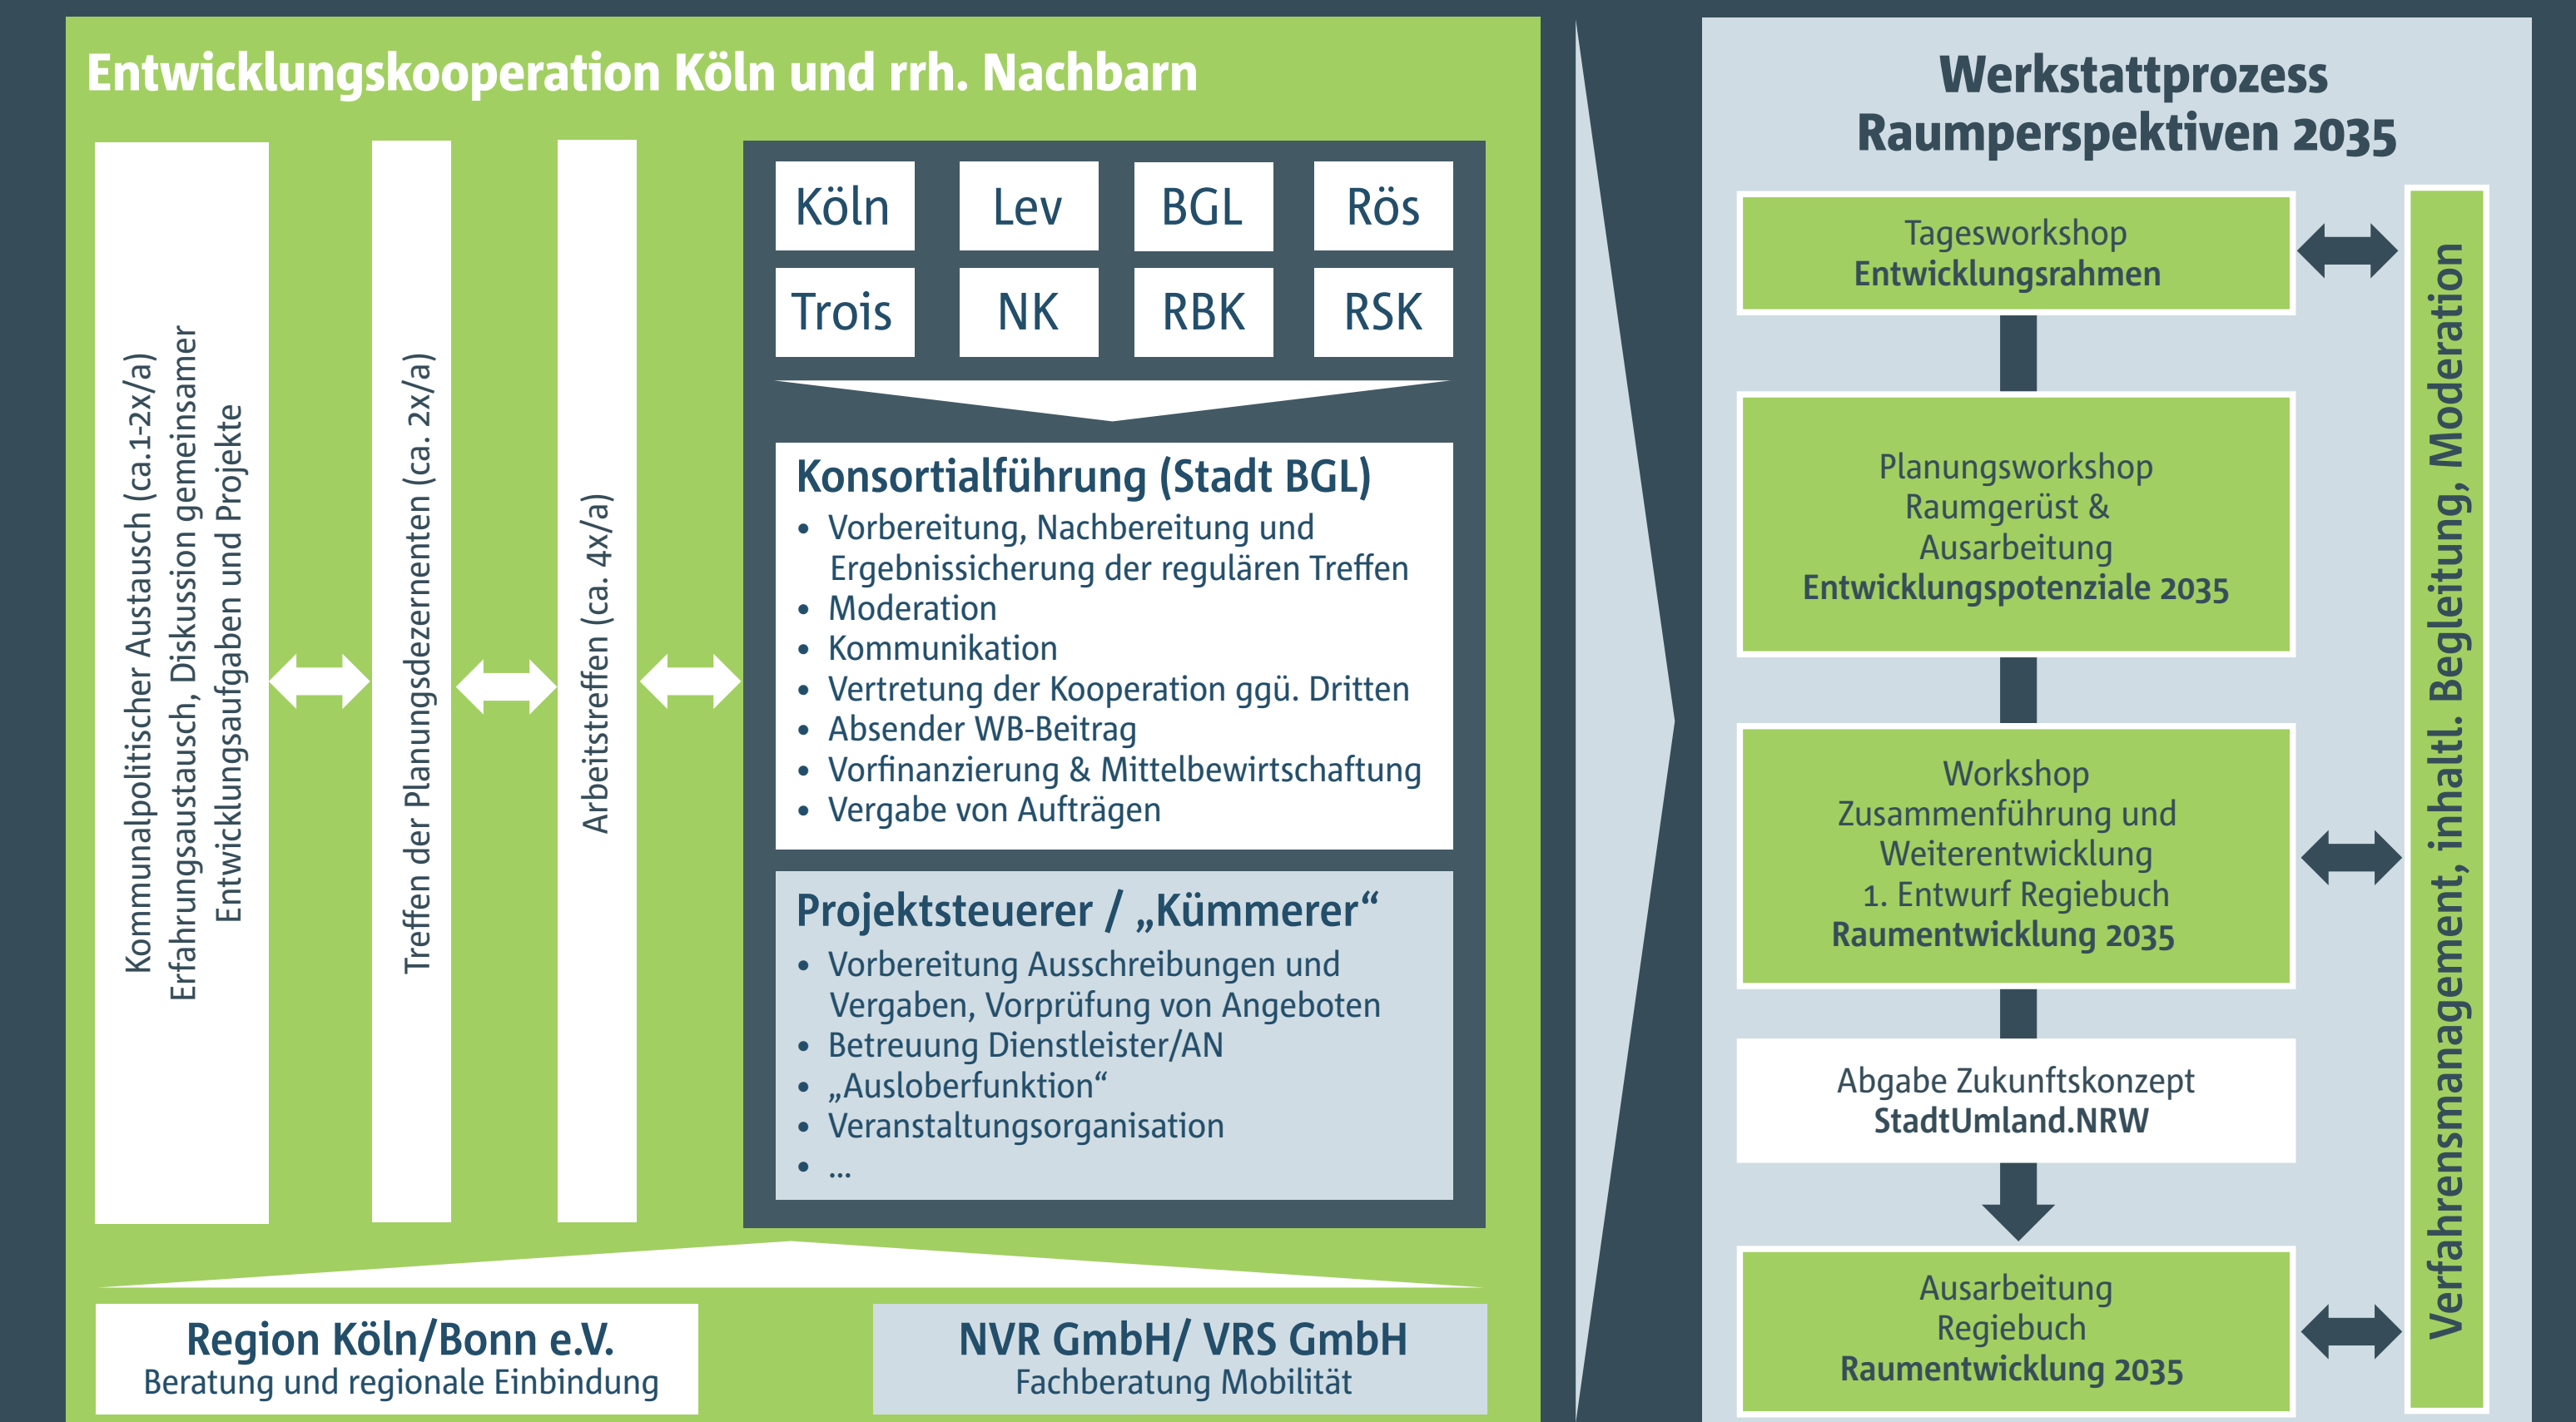 Entwicklungskooperation Köln und rrh. Nachbarn
Kommunalpolitischer Austausch (ca.1-2x/a)
Erfahrungsaustausch, Diskussion gemeinsamer
Entwicklungsaufgaben und Projekte
Treffen der Planungsdezernenten (ca. 2x/a)
Arbeitstreffen (ca. 4x/a)
Köln Lev BGL Rös
Trois NK RBK RSK
Konsortialführung (Stadt BGL)
• Vorbereitung, Nachbereitung und
Ergebnissicherung der regulären Treffen
• Moderation
• Kommunikation
• Vertretung der Kooperation ggü. Dritten
• Absender WB-Beitrag
• Vorfinanzierung & Mittelbewirtschaftung
• Vergabe von Aufträgen
Projektsteuerer / „Kümmerer“
• Vorbereitung Ausschreibungen und
Vergaben, Vorprüfung von Angeboten
• Betreuung Dienstleister/AN
• „Ausloberfunktion“
• Veranstaltungsorganisation
• ...
Region Köln/Bonn e.V.
Beratung und regionale Einbindung
NVR GmbH/ VRS GmbH
Fachberatung Mobilität
Werkstattprozess
Raumperspektiven 2035
Tagesworkshop
Entwicklungsrahmen
Planungsworkshop
Raumgerüst &
Ausarbeitung
Entwicklungspotenziale 2035
Workshop
Zusammenführung und
Weiterentwicklung
1. Entwurf Regiebuch
Raumentwicklung 2035
Abgabe Zukunftskonzept
StadtUmland.NRW
Ausarbeitung
Regiebuch
Raumentwicklung 2035
Verfahrensmanagement, inhaltl. Begleitung, Moderation